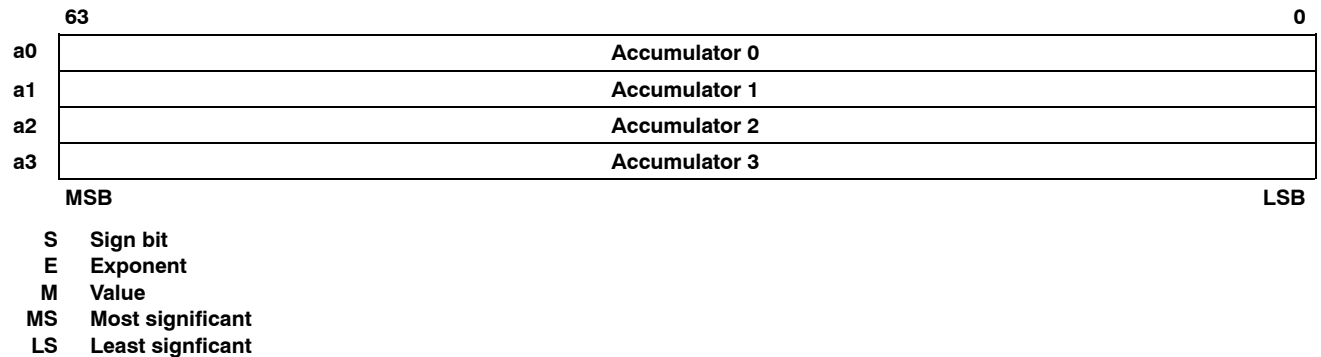 63 0
a0 Accumulator 0
a1 Accumulator 1
a2 Accumulator 2
a3 Accumulator 3
MSB LSB
S Sign bit
E Exponent
M Value
MS Most significant
LS Least signficant